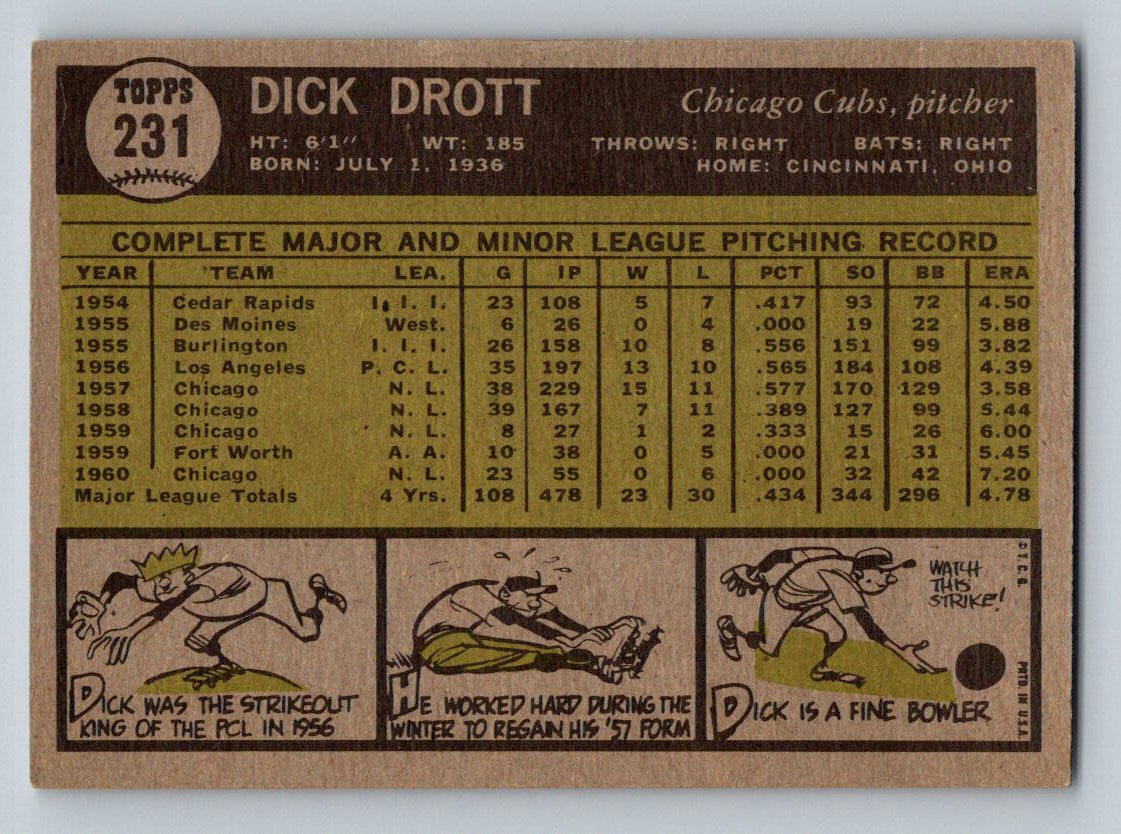 TOPPS
231
DICK DROTT
Chicago Cubs, pitcher
HT: 6'1" WT: 185 THROWS: RIGHT BATS: RIGHT
BORN: JULY 1, 1936 HOME: CINCINNATI, OHIO
COMPLETE MAJOR AND MINOR LEAGUE PITCHING RECORD
YEAR TEAM LEA. G IP W L PCT SO BB ERA
1954 Cedar Rapids I. I. I. 23 108 5 7 .417 93 72 4.50
1955 Des Moines West. 6 26 0 4 .000 19 22 5.88
1955 Burlington I. I. I. 26 158 10 8 .556 151 99 3.82
1956 Los Angeles P. C. L. 35 197 13 10 .565 184 108 4.39
1957 Chicago N. L. 38 229 15 11 .577 170 129 3.58
1958 Chicago N. L. 39 167 7 11 .389 127 99 5.44
1959 Chicago N. L. 8 27 1 2 .333 15 26 6.00
1959 Fort Worth A. A. 10 38 0 5 .000 21 31 5.45
1960 Chicago N. L. 23 55 0 6 .000 32 42 7.20
Major League Totals 4 Yrs. 108 478 23 30 .434 344 296 4.78
DICK WAS THE STRIKEOUT
KING OF THE PCL IN 1956
HE WORKED HARD DURING THE
WINTER TO REGAIN HIS '57 FORM
WATCH
THIS
STRIKE!
DICK IS A FINE BOWLER
© T. C. G.
PRTD. IN U.S.A.